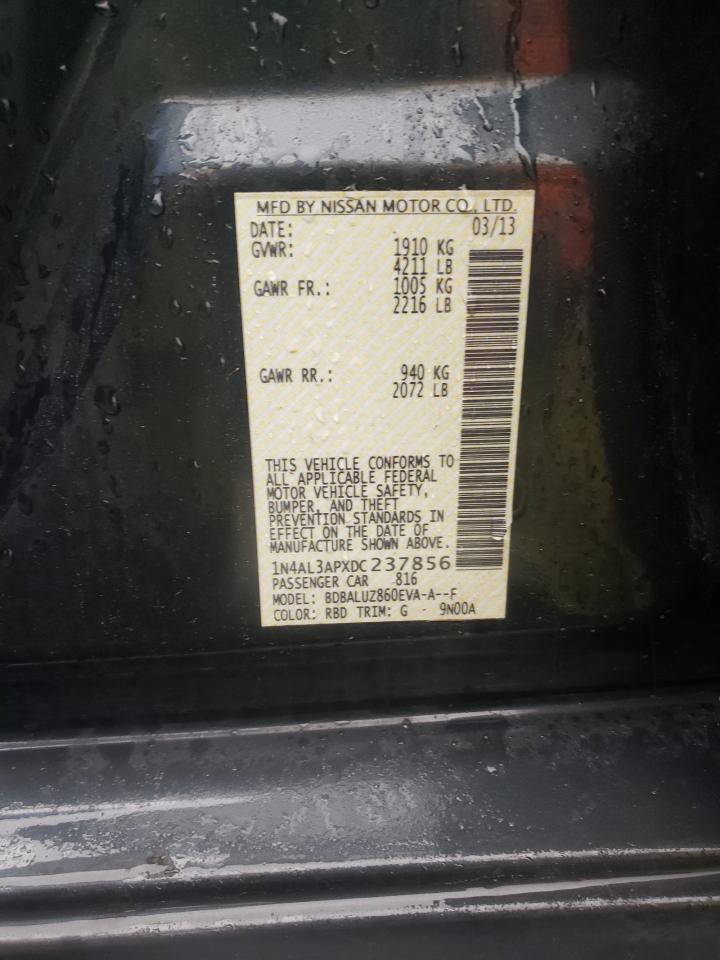 MFD BY NISSAN MOTOR CO., LTD.
DATE: 03/13
GVWR: 1910 KG
4211 LB
GAWR FR.: 1005 KG
2216 LB
GAWR RR.: 940 KG
2072 LB
THIS VEHICLE CONFORMS TO
ALL APPLICABLE FEDERAL
MOTOR VEHICLE SAFETY,
BUMPER, AND THEFT
PREVENTION STANDARDS IN
EFFECT ON THE DATE OF
MANUFACTURE SHOWN ABOVE.
1N4AL3APXDC237856
PASSENGER CAR 816
MODEL: BDBALUZ860EVA-A--F
COLOR: RBD TRIM: G - 9N00A